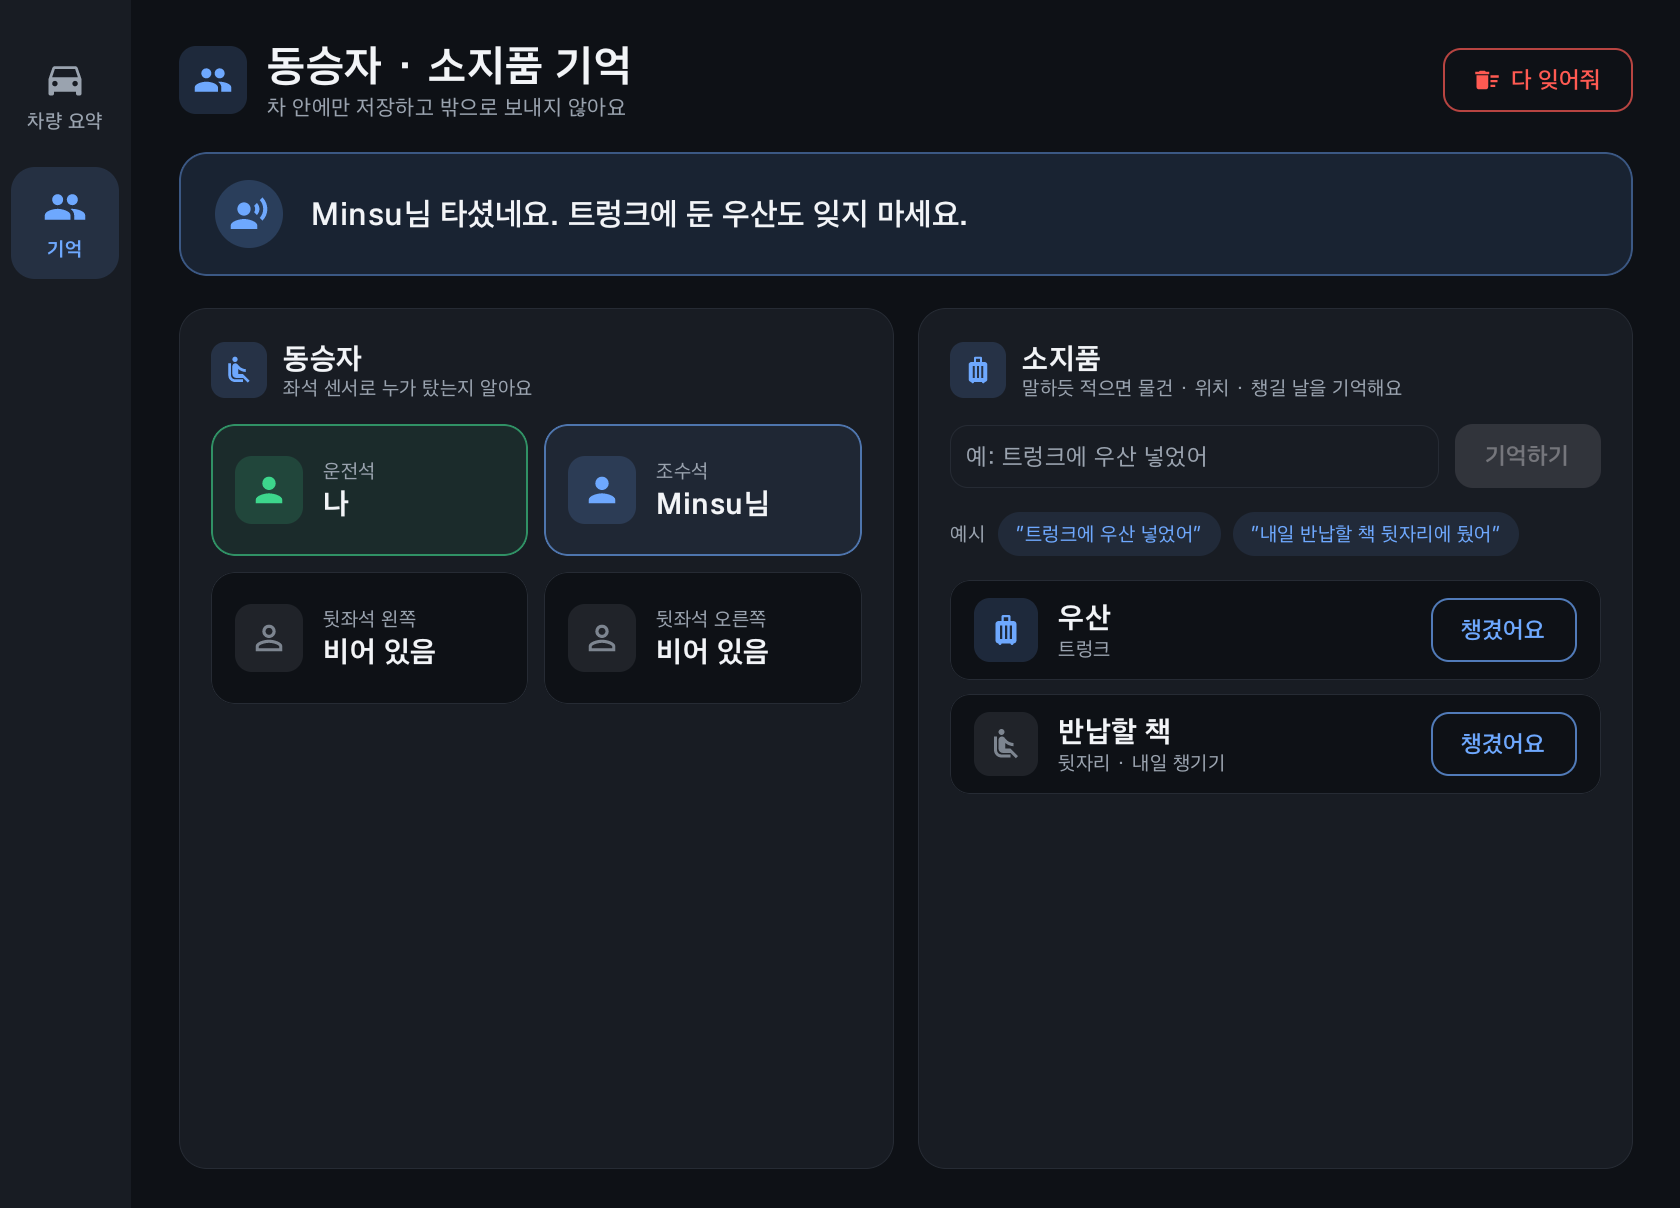 차량 요약
기억
동승자 · 소지품 기억
차 안에만 저장하고 밖으로 보내지 않아요
다 잊어줘
Minsu님 타셨네요. 트렁크에 둔 우산도 잊지 마세요.
동승자
좌석 센서로 누가 탔는지 알아요
운전석
나
조수석
Minsu님
뒷좌석 왼쪽
비어 있음
뒷좌석 오른쪽
비어 있음
소지품
말하듯 적으면 물건 · 위치 · 챙길 날을 기억해요
예: 트렁크에 우산 넣었어
기억하기
예시
"트렁크에 우산 넣었어"
"내일 반납할 책 뒷자리에 뒀어"
우산
트렁크
챙겼어요
반납할 책
뒷자리 · 내일 챙기기
챙겼어요